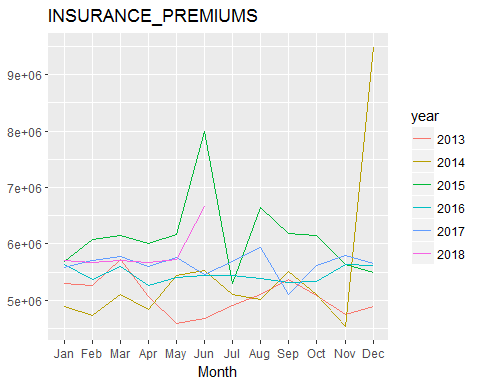 INSURANCE_PREMIUMS
9e+06
8e+06
7e+06
6e+06
5e+06
Jan Feb Mar Apr May Jun Jul Aug Sep Oct Nov Dec
Month
year
2013
2014
2015
2016
2017
2018